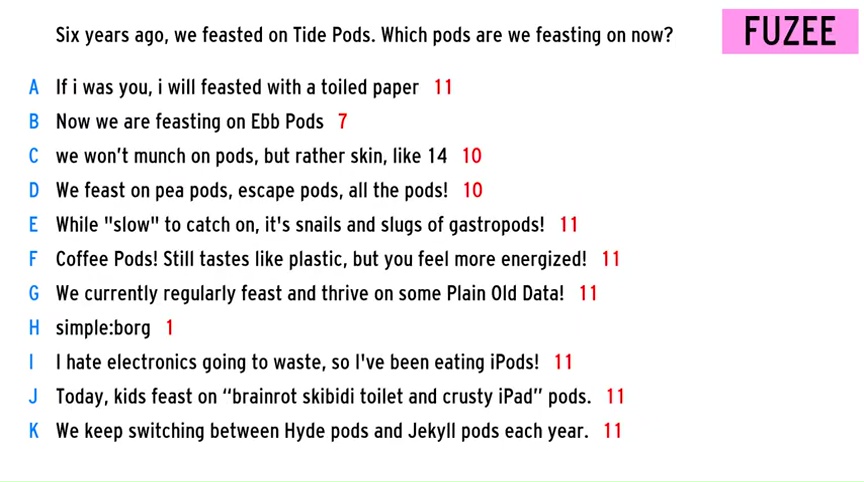 Six years ago, we feasted on Tide Pods. Which pods are we feasting on now?
FUZEE
A If i was you, i will feasted with a toiled paper 11
B Now we are feasting on Ebb Pods 7
C we won't munch on pods, but rather skin, like 14 10
D We feast on pea pods, escape pods, all the pods! 10
E While "slow" to catch on, it's snails and slugs of gastropods! 11
F Coffee Pods! Still tastes like plastic, but you feel more energized! 11
G We currently regularly feast and thrive on some Plain Old Data! 11
H simple:borg 1
I I hate electronics going to waste, so I've been eating iPods! 11
J Today, kids feast on “brainrot skibidi toilet and crusty iPad” pods. 11
K We keep switching between Hyde pods and Jekyll pods each year. 11